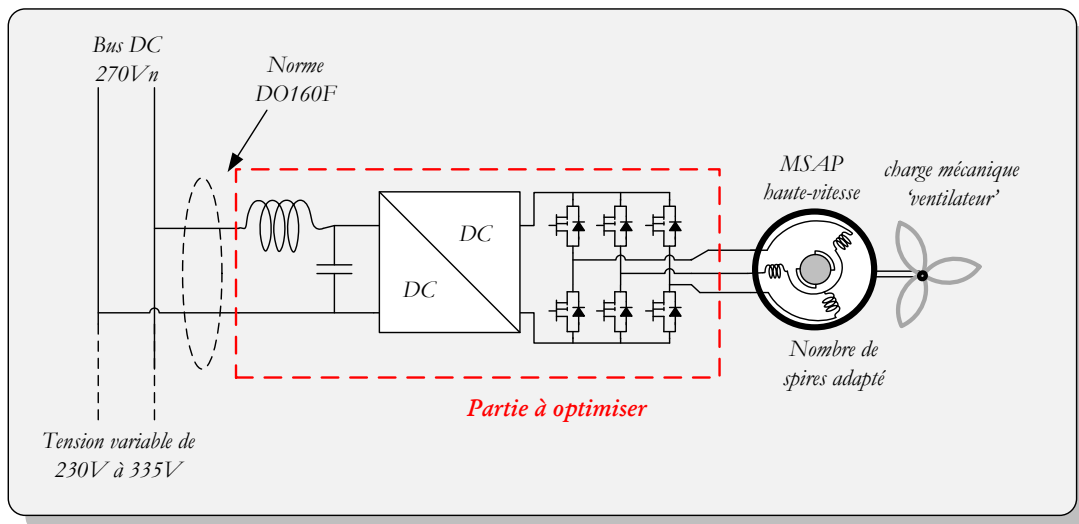 Bus DC
270Vn
Norme
DO160F
MSAP
haute-vitesse
charge mécanique
‘ventilateur’
DC
DC
Nombre de
spires adapté
Partie à optimiser
Tension variable de
230V à 335V